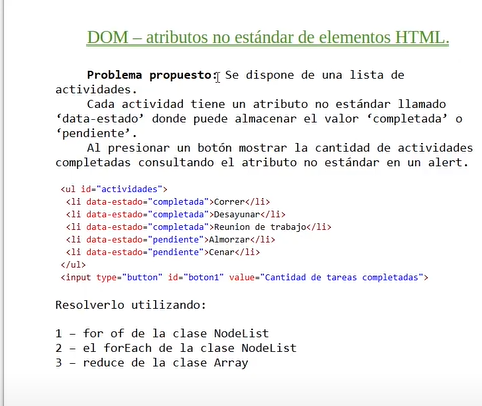 DOM – atributos no estándar de elementos HTML.
Problema propuesto: Se dispone de una lista de
actividades.
Cada actividad tiene un atributo no estándar llamado
‘data-estado’ donde puede almacenar el valor ‘completada’ o
‘pendiente’.
Al presionar un botón mostrar la cantidad de actividades
completadas consultando el atributo no estándar en un alert.
<ul id="actividades">
<li data-estado="completada">Correr</li>
<li data-estado="completada">Desayunar</li>
<li data-estado="completada">Reunion de trabajo</li>
<li data-estado="pendiente">Almorzar</li>
<li data-estado="pendiente">Cenar</li>
</ul>
<input type="button" id="boton1" value="Cantidad de tareas completadas">
Resolverlo utilizando:
1 – for of de la clase NodeList
2 – el forEach de la clase NodeList
3 – reduce de la clase Array